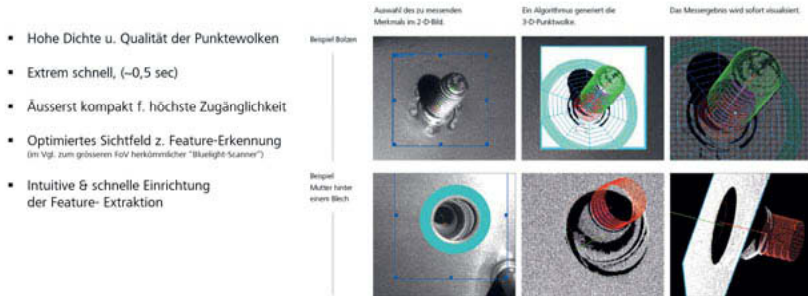 ▪ Hohe Dichte u. Qualität der Punktewolken
▪ Extrem schnell, (~0,5 sec)
▪ Äusserst kompakt f. höchste Zugänglichkeit
▪ Optimiertes Sichtfeld z. Feature-Erkennung
(im Vgl. zum grösseren FoV herkömmlicher "Bluelight-Scanner")
▪ Intuitive & schnelle Einrichtung
der Feature- Extraktion
Auswahl des zu messenden
Merkmals im 2-D-Bild.
Ein Algorithmus generiert die
3-D-Punktwolke.
Das Messergebnis wird sofort visualisiert.
Beispiel Bolzen
Beispiel
Mutter hinter
einem Blech